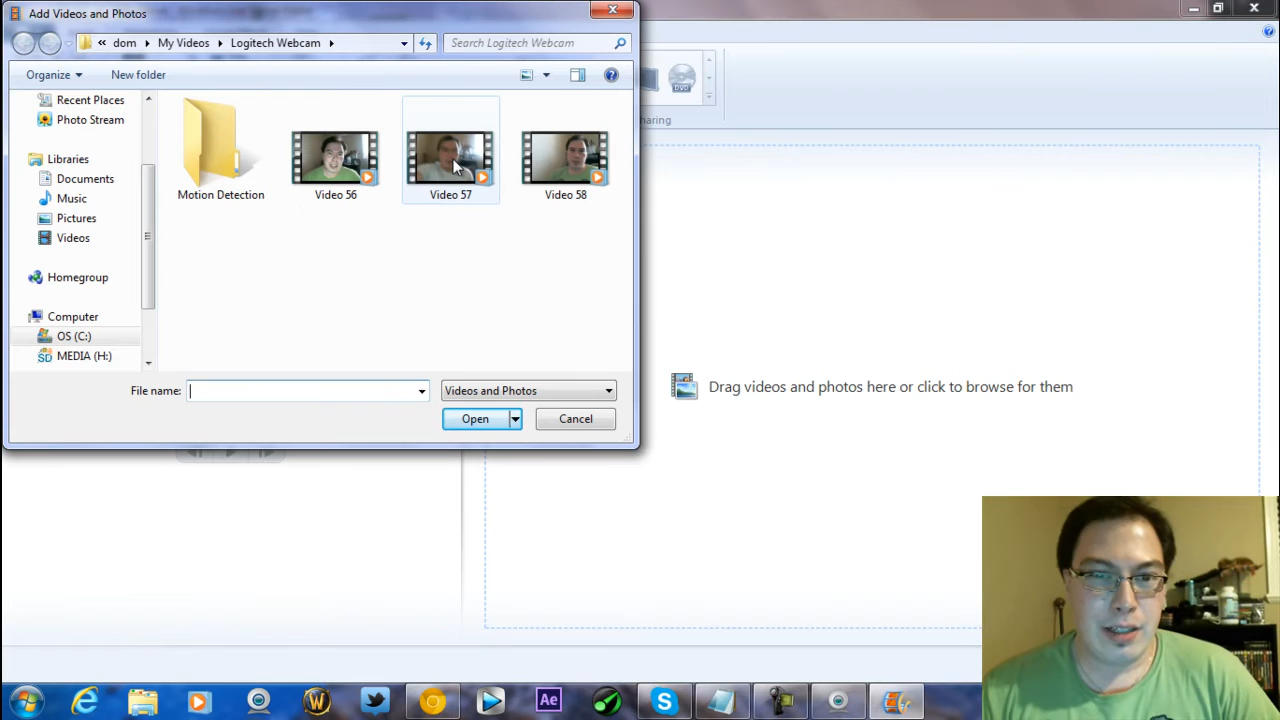 Add Videos and Photos
« dom My Videos Logitech Webcam
Search Logitech Webcam
Organize
New folder
Recent Places
Photo Stream
Libraries
Documents
Music
Pictures
Videos
Homegroup
Computer
OS (C:)
MEDIA (H:)
Motion Detection
Video 56
Video 57
Video 58
File name:
Videos and Photos
Open
Cancel
DVD
Drag videos and photos here or click to browse for them
Ae